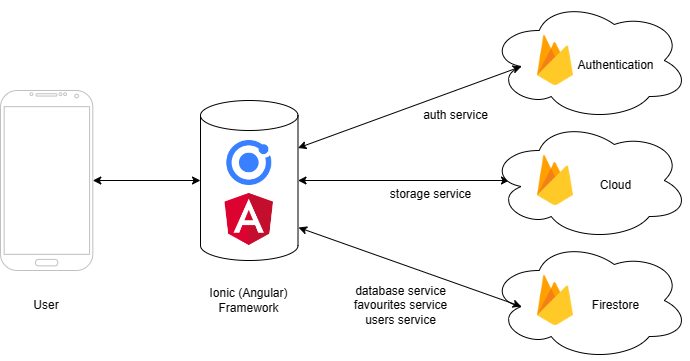 Authentication
auth service
Cloud
storage service
User
Ionic (Angular)
Framework
database service
favourites service
users service
Firestore